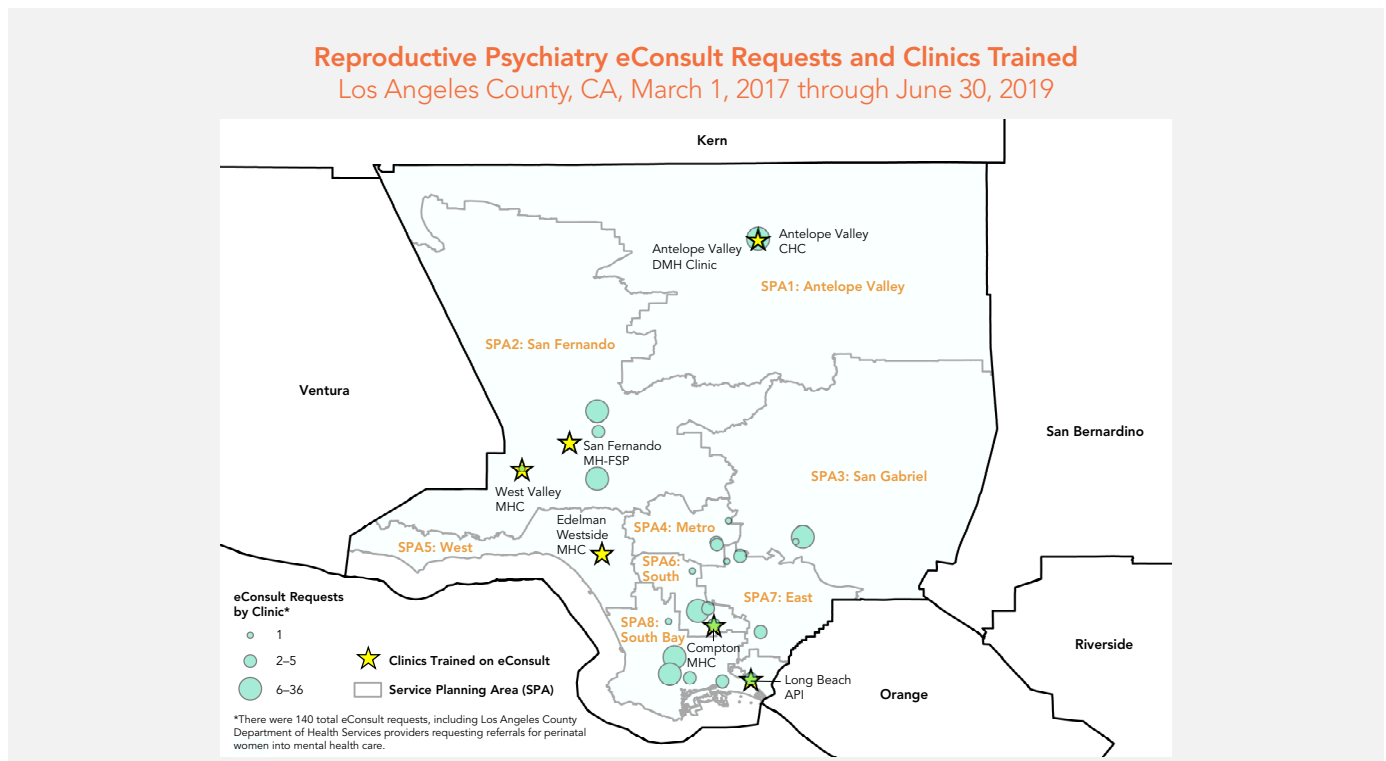 Reproductive Psychiatry eConsult Requests and Clinics Trained
Los Angeles County, CA, March 1, 2017 through June 30, 2019
Kern
Antelope Valley
CHC
Antelope Valley
DMH Clinic
SPA1: Antelope Valley
SPA2: San Fernando
Ventura
San Bernardino
San Fernando
MH-FSP
SPA3: San Gabriel
West Valley
MHC
Edelman
Westside
MHC
SPA4: Metro
SPA5: West
SPA6:
South
SPA7: East
SPA8:
South Bay
Compton
MHC
Long Beach
API
Riverside
Orange
eConsult Requests
by Clinic*
1
2–5
6–36
Clinics Trained on eConsult
Service Planning Area (SPA)
*There were 140 total eConsult requests, including Los Angeles County
Department of Health Services providers requesting referrals for perinatal
women into mental health care.